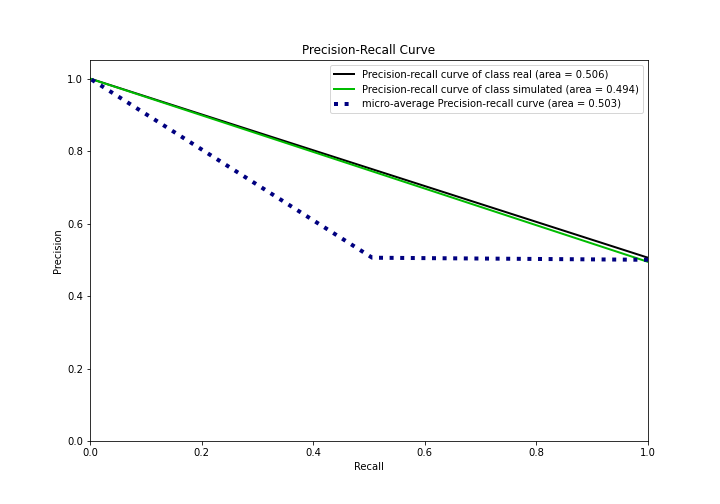 Precision-Recall Curve
Precision-recall curve of class real (area = 0.506)
Precision-recall curve of class simulated (area = 0.494)
micro-average Precision-recall curve (area = 0.503)
1.0
0.8
0.6
0.4
0.2
0.0
Precision
0.0 0.2 0.4 0.6 0.8 1.0
Recall